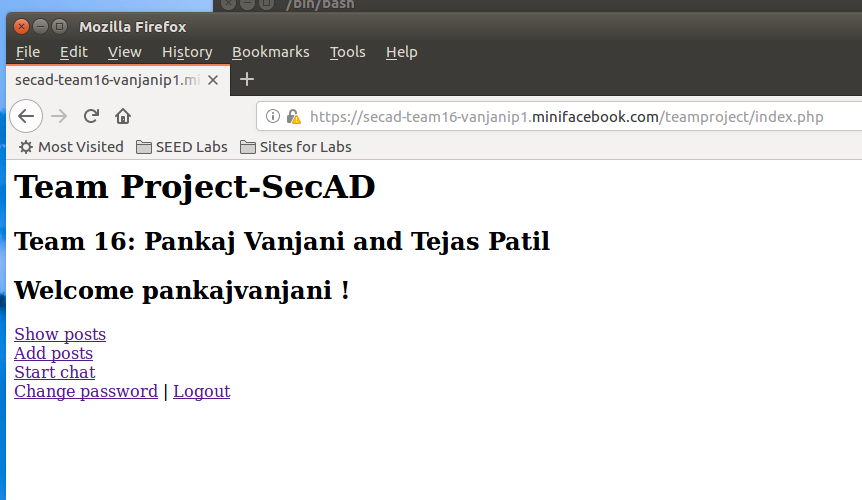 /bin/bash
Mozilla Firefox
File Edit View History Bookmarks Tools Help
secad-team16-vanjanip1.mi
https://secad-team16-vanjanip1.minifacebook.com/teamproject/index.php
Most Visited SEED Labs Sites for Labs
Team Project-SecAD
Team 16: Pankaj Vanjani and Tejas Patil
Welcome pankajvanjani !
Show posts
Add posts
Start chat
Change password | Logout